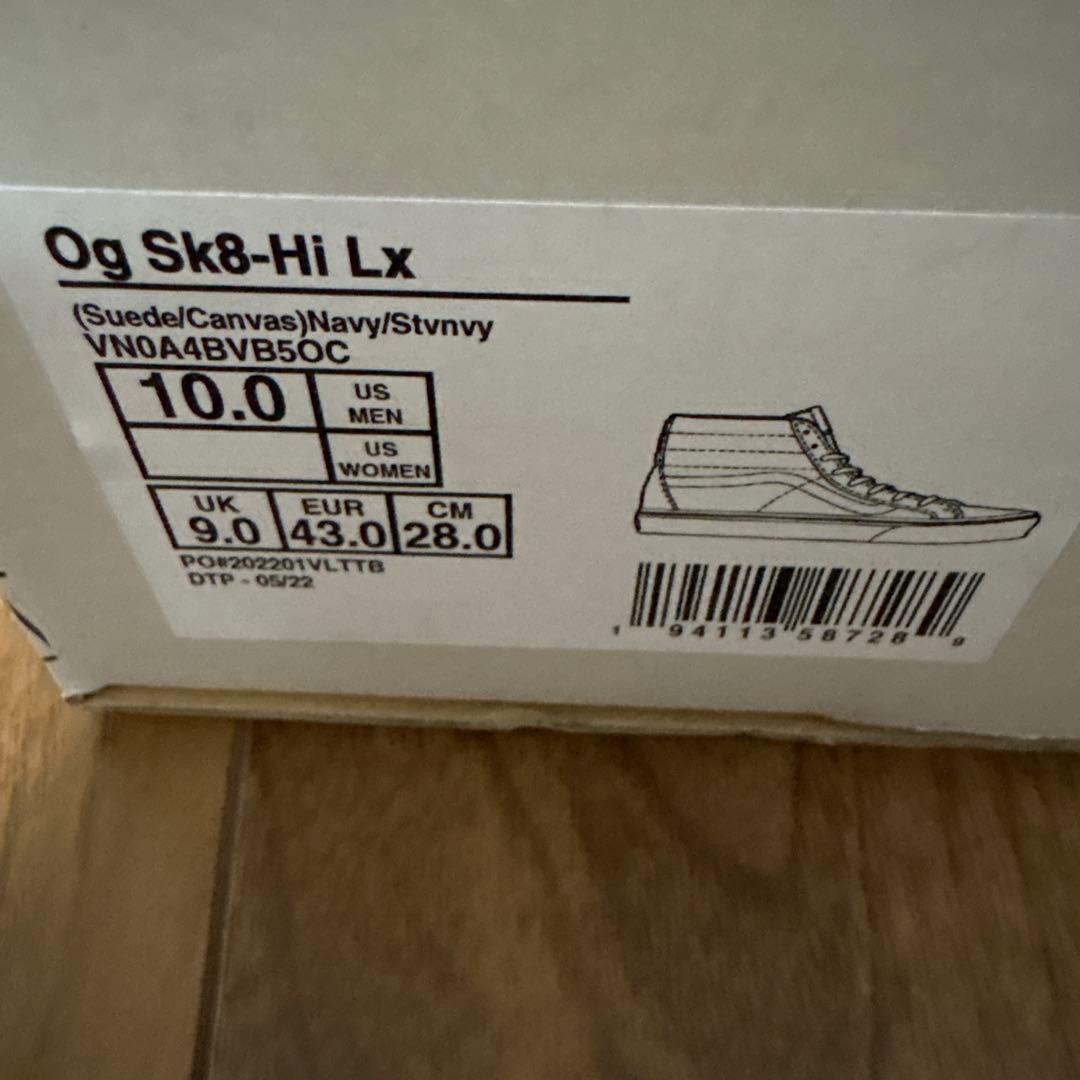 Og Sk8-Hi Lx
(Suede/Canvas)Navy/Stvnvy
VN0A4BVB5OC
10.0 US MEN
US WOMEN
UK EUR CM
9.0 43.0 28.0
PO#202201VLTTB
DTP - 05/22
1 94113 58728 9